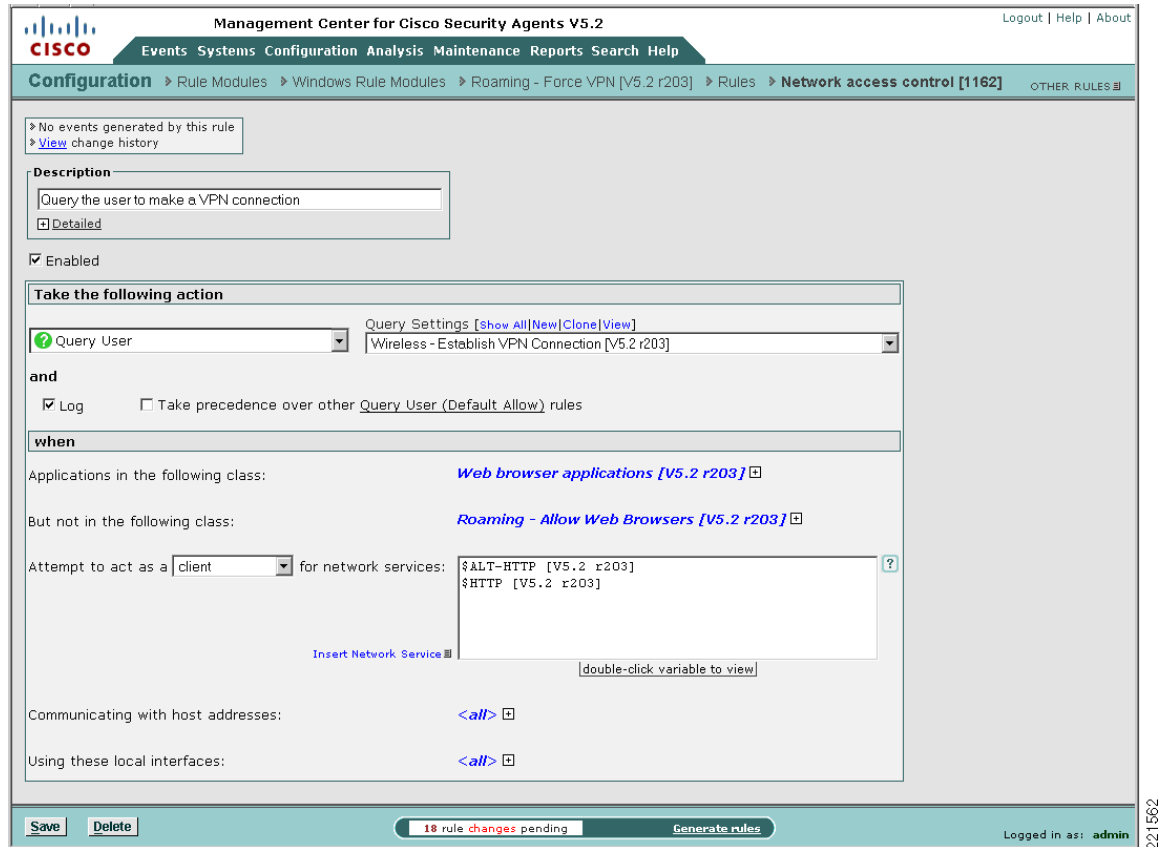 Management Center for Cisco Security Agents V5.2
Logout | Help | About
CISCO
Events Systems Configuration Analysis Maintenance Reports Search Help
Configuration > Rule Modules > Windows Rule Modules > Roaming - Force VPN [V5.2 r203] > Rules > Network access control [1162]
OTHER RULES
> No events generated by this rule
> View change history
Description
Query the user to make a VPN connection
+ Detailed
Enabled
Take the following action
Query Settings [Show All|New|Clone|View]
? Query User
Wireless - Establish VPN Connection [V5.2 r203]
and
Log Take precedence over other Query User (Default Allow) rules
when
Applications in the following class: Web browser applications [V5.2 r203] +
But not in the following class: Roaming - Allow Web Browsers [V5.2 r203] +
Attempt to act as a client for network services: $ALT-HTTP [V5.2 r203] ?
$HTTP [V5.2 r203]
Insert Network Service
double-click variable to view
Communicating with host addresses: <all> +
Using these local interfaces: <all> +
Save Delete 18 rule changes pending Generate rules Logged in as: admin
221562